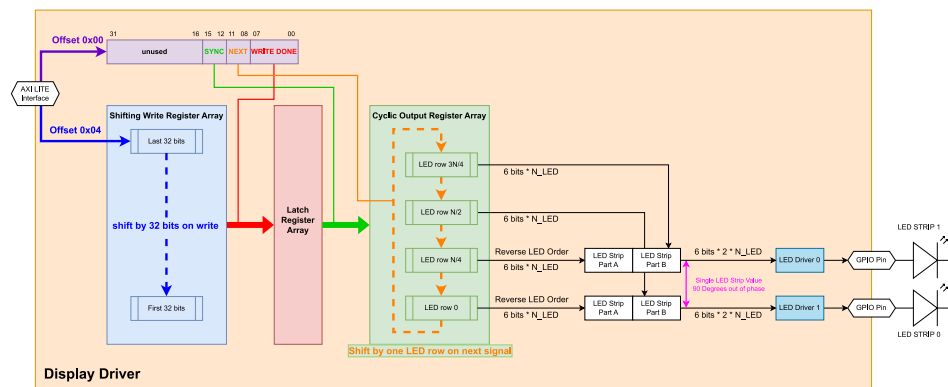 31 16 15 12 11 08 07 00
Offset 0x00
unused SYNC NEXT WRITE DONE
AXI LITE
Interface
Offset 0x04
Shifting Write Register Array
Last 32 bits
shift by 32 bits on write
First 32 bits
Latch
Register
Array
Cyclic Output Register Array
LED row 3N/4
LED row N/2
LED row N/4
LED row 0
Shift by one LED row on next signal
6 bits * N_LED
6 bits * N_LED
Reverse LED Order
6 bits * N_LED
Reverse LED Order
6 bits * N_LED
LED Strip
Part A
LED Strip
Part B
LED Strip
Part A
LED Strip
Part B
6 bits * 2 * N_LED
Single LED Strip Value
90 Degrees out of phase
6 bits * 2 * N_LED
LED Driver 0
LED Driver 1
GPIO Pin
GPIO Pin
LED STRIP 1
LED STRIP 0
Display Driver